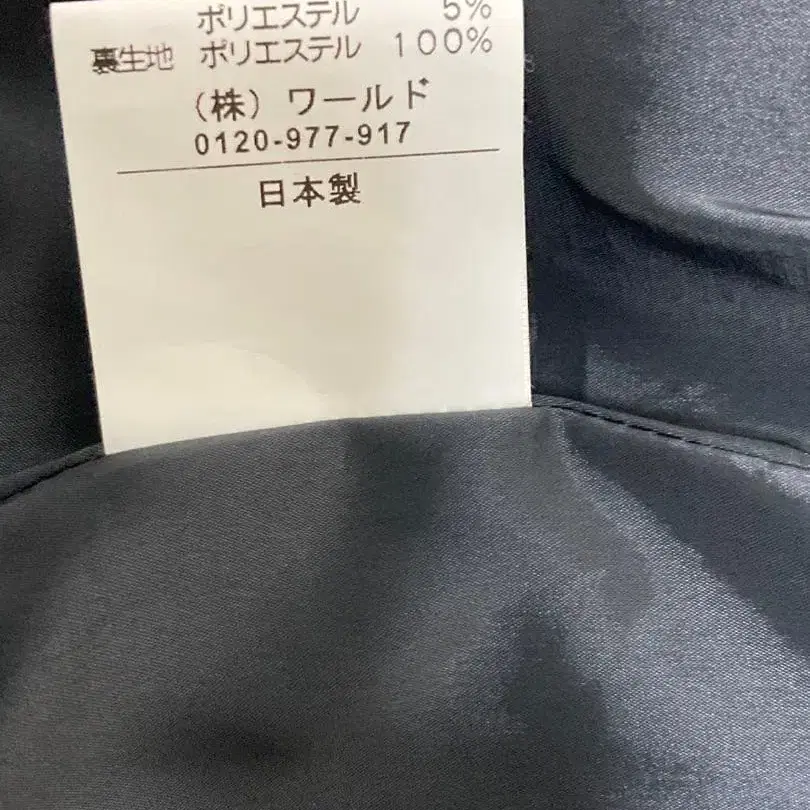 ポリエステル 5%
裏生地 ポリエステル 100%
(株) ワールド
0120-977-917
日本製